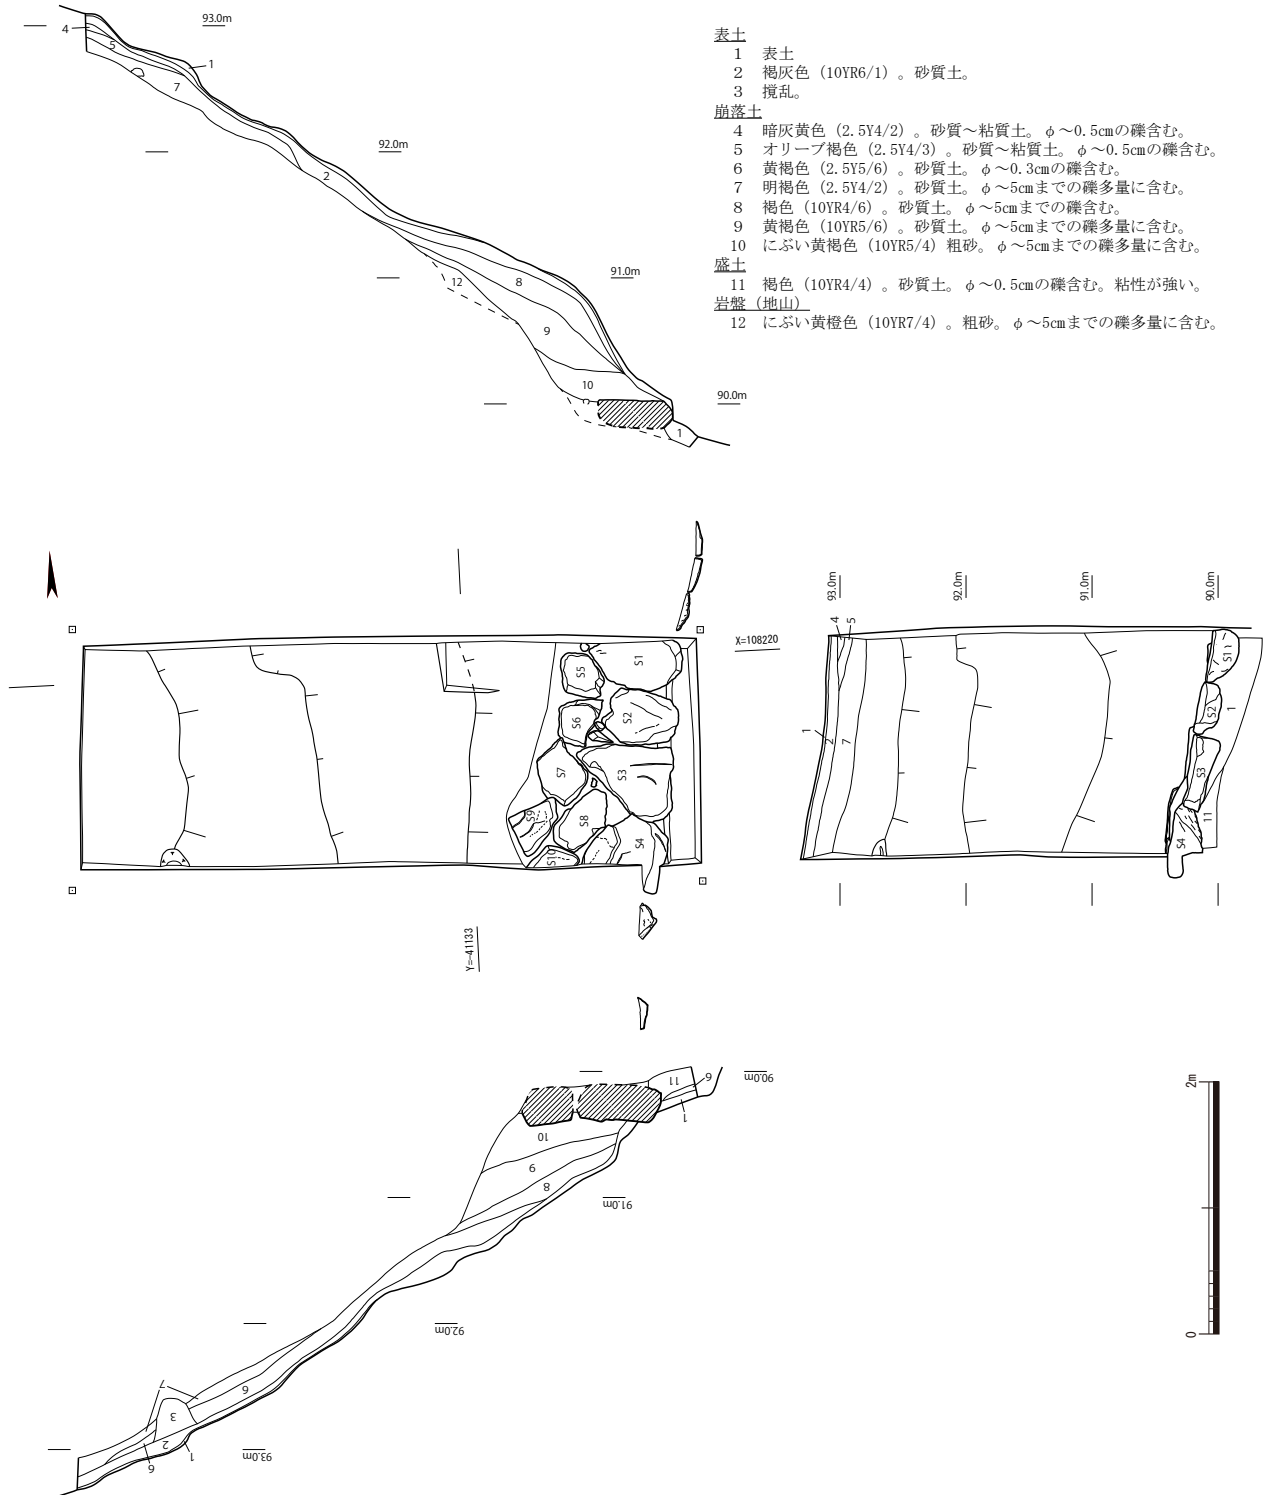 93.0m
4
5
1
7
92.0m
2
91.0m
12
8
9
10
90.0m
1
表土
1 表土
2 褐灰色（10YR6/1）。砂質土。
3 撹乱。
崩落土
4 暗灰黄色（2.5Y4/2）。砂質～粘質土。φ～0.5cmの礫含む。
5 オリーブ褐色（2.5Y4/3）。砂質～粘質土。φ～0.5cmの礫含む。
6 黄褐色（2.5Y5/6）。砂質土。φ～0.3cmの礫含む。
7 明褐色（2.5Y4/2）。砂質土。φ～5cmまでの礫多量に含む。
8 褐色（10YR4/6）。砂質土。φ～5cmまでの礫含む。
9 黄褐色（10YR5/6）。砂質土。φ～5cmまでの礫多量に含む。
10 にぶい黄褐色（10YR5/4）粗砂。φ～5cmまでの礫多量に含む。
盛土
11 褐色（10YR4/4）。砂質土。φ～0.5cmの礫含む。粘性が強い。
岩盤（地山）
12 にぶい黄橙色（10YR7/4）。粗砂。φ～5cmまでの礫多量に含む。
X=108220
Y=-41133
S1
S5
S2
S6
S3
S7
S9
S8
S4
S10
93.0m
92.0m
91.0m
90.0m
4
5
1
2
7
S1
S2
1
S3
11
S4
11
6
90.0m
1
10
9
8
91.0m
92.0m
7
6
3
2
1
6
93.0m
2m
0